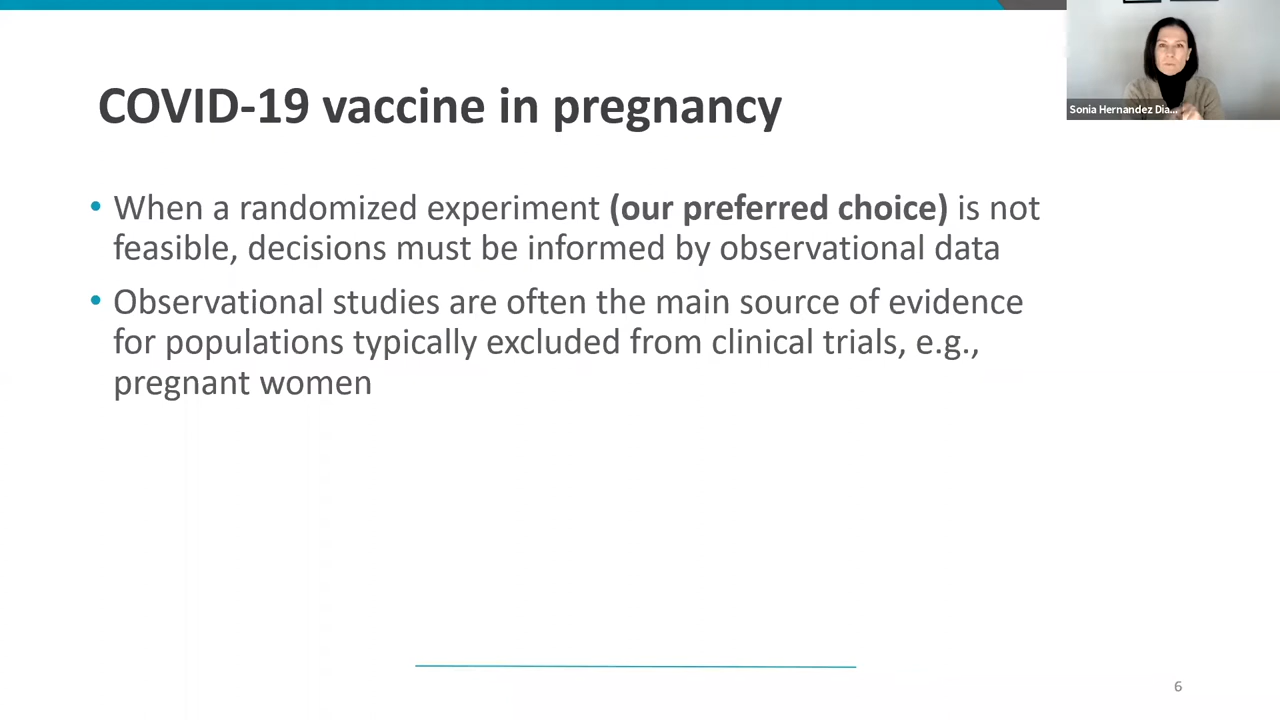 COVID-19 vaccine in pregnancy
Sonia Hernandez Dia...
• When a randomized experiment (our preferred choice) is not
feasible, decisions must be informed by observational data
• Observational studies are often the main source of evidence
for populations typically excluded from clinical trials, e.g.,
pregnant women
6